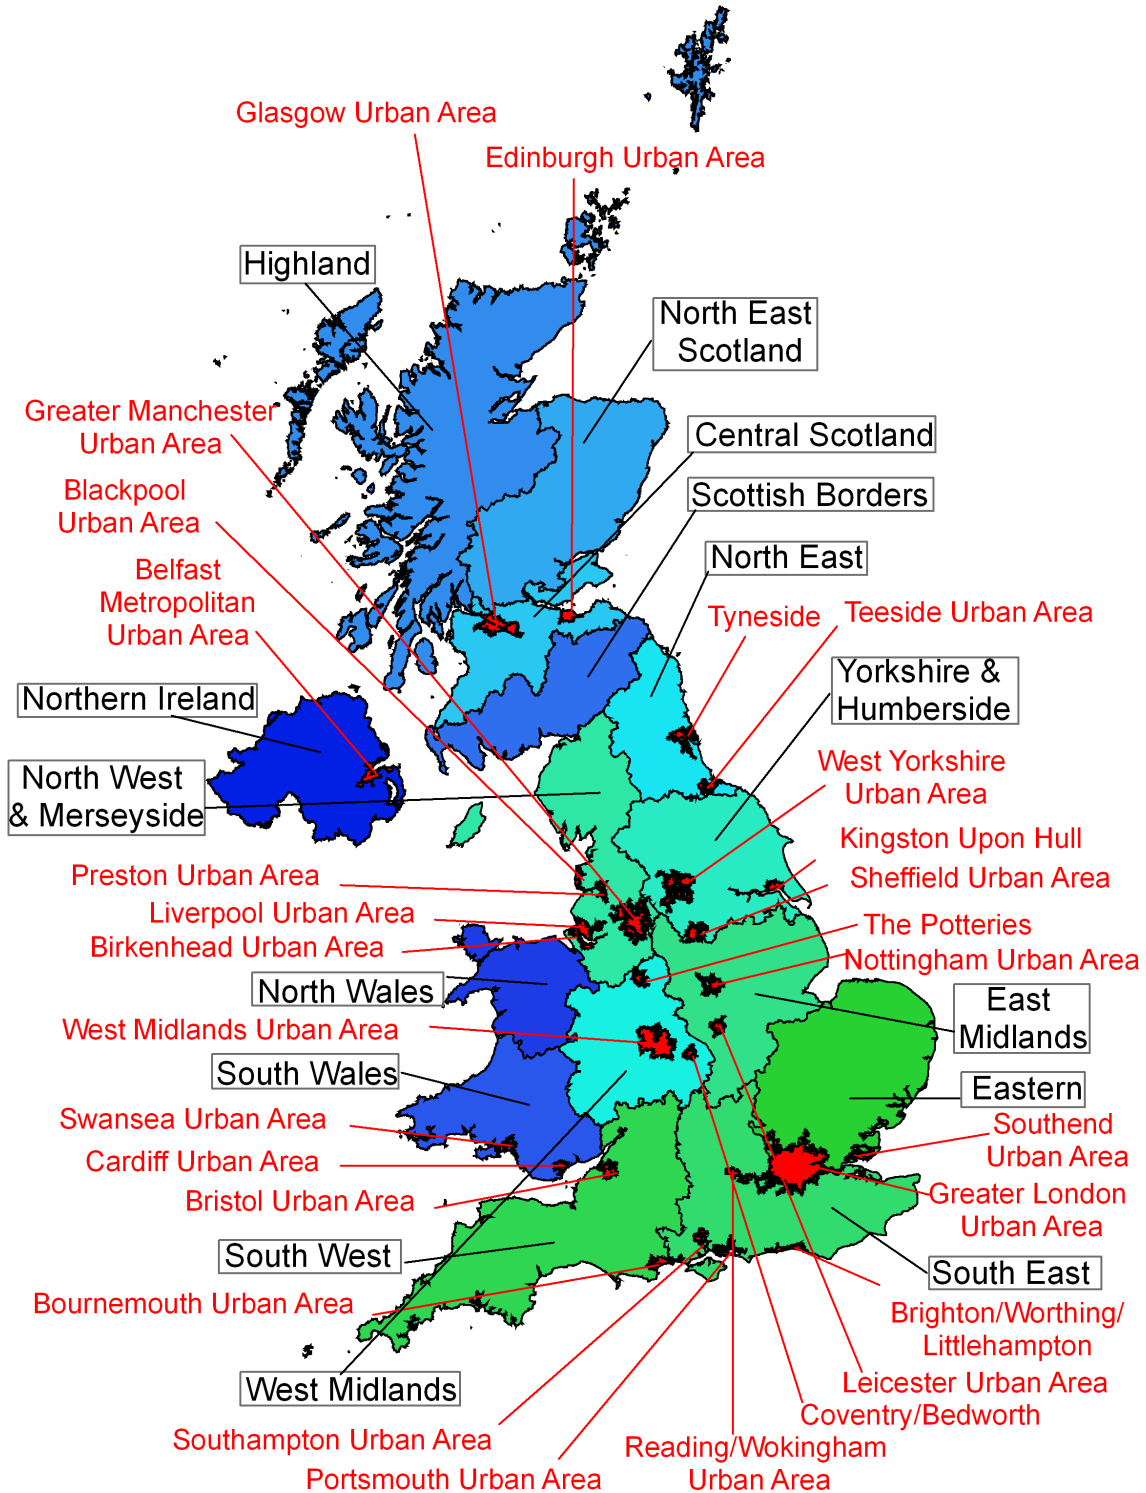 Glasgow Urban Area
Edinburgh Urban Area
Highland
North East
Scotland
Greater Manchester
Urban Area
Central Scotland
Blackpool
Urban Area
Scottish Borders
North East
Belfast
Metropolitan
Urban Area
Tyneside
Teeside Urban Area
Northern Ireland
Yorkshire &
Humberside
North West
& Merseyside
West Yorkshire
Urban Area
Kingston Upon Hull
Preston Urban Area
Sheffield Urban Area
Liverpool Urban Area
The Potteries
Birkenhead Urban Area
Nottingham Urban Area
North Wales
East
Midlands
West Midlands Urban Area
South Wales
Eastern
Swansea Urban Area
Southend
Urban Area
Cardiff Urban Area
Bristol Urban Area
Greater London
Urban Area
South West
South East
Bournemouth Urban Area
Brighton/Worthing/
Littlehampton
West Midlands
Leicester Urban Area
Coventry/Bedworth
Southampton Urban Area
Reading/Wokingham
Urban Area
Portsmouth Urban Area